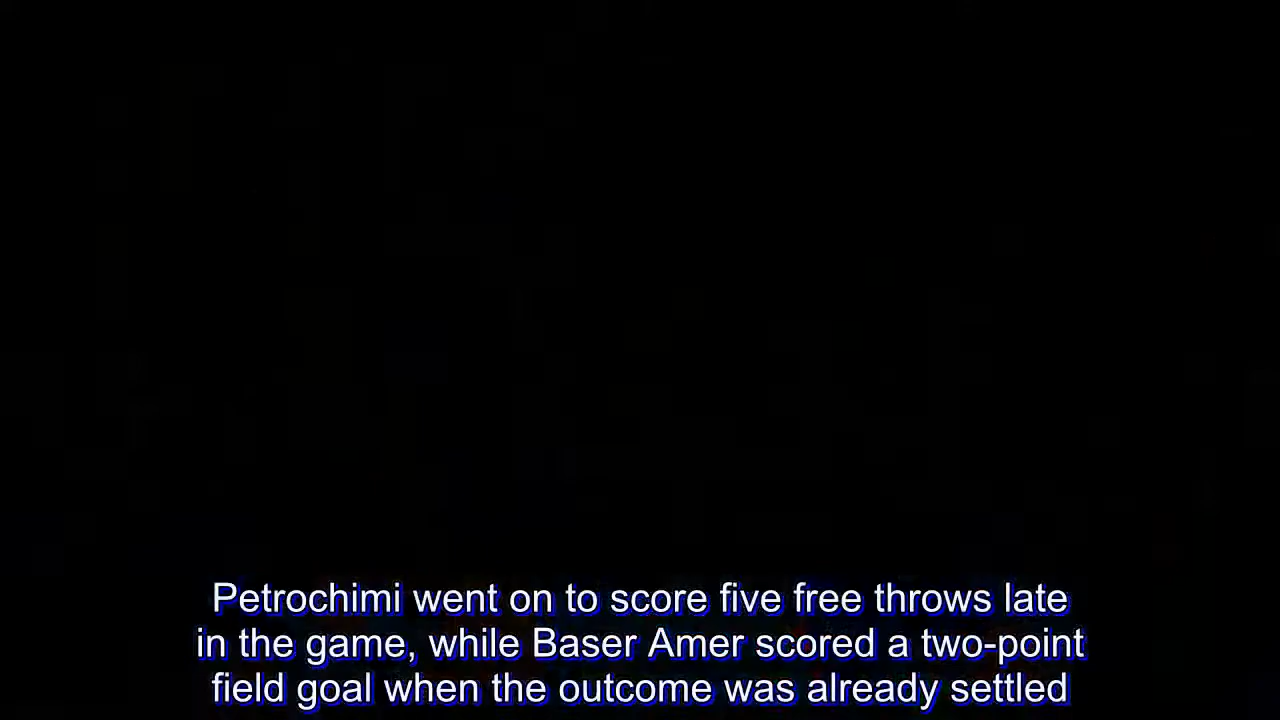 Petrochimi went on to score five free throws late
in the game, while Baser Amer scored a two-point
field goal when the outcome was already settled